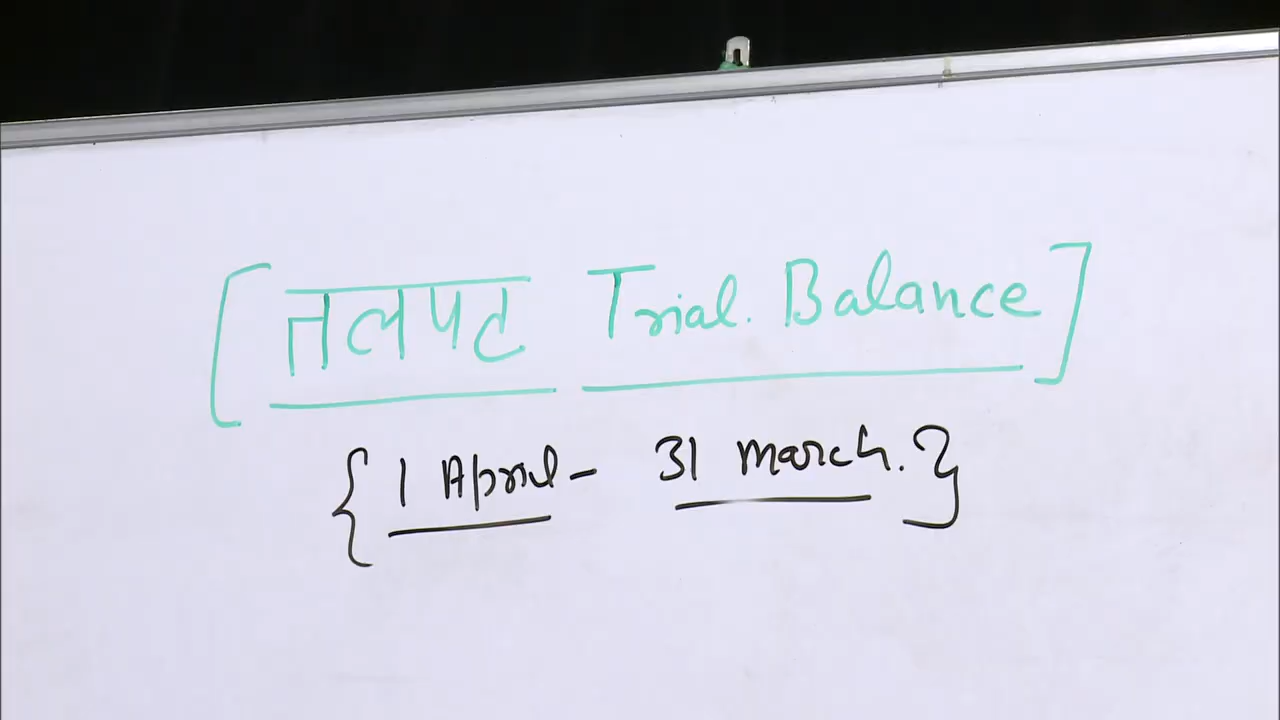 [तलपट Trial. Balance]
{1 April - 31 march.}